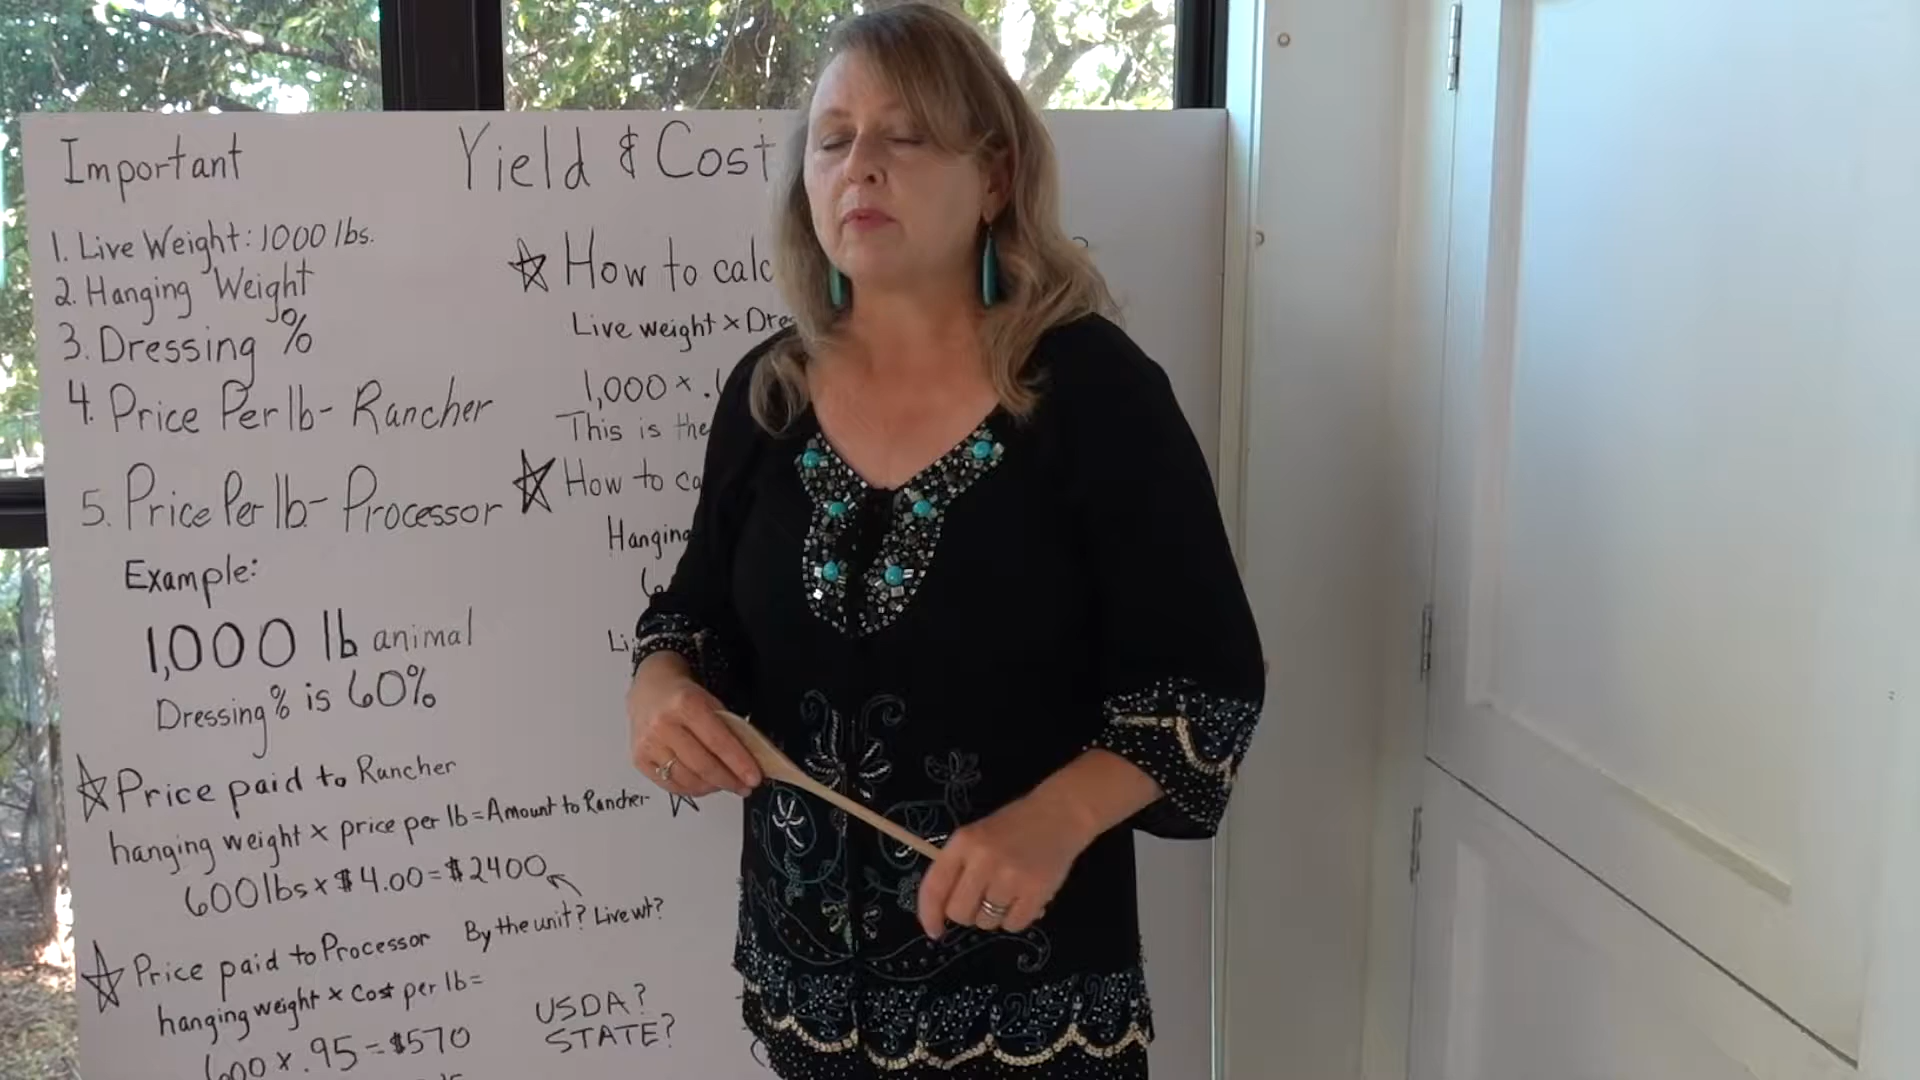 Important
Yield & Cost
1. Live Weight: 1000 lbs.
2. Hanging Weight
3. Dressing %
4. Price Per lb- Rancher
5. Price Per lb- Processor
Example:
1,000 lb animal
Dressing % is 60%
☆ Price paid to Rancher
hanging weight x price per lb = Amount to Rancher
600 lbs x $4.00 = $2400
By the unit? Live wt?
☆ Price paid to Processor
hanging weight x Cost per lb =
600 x .95 = $570
☆ How to calc
?
Live weight x Dres
1,000 x .6
This is the
☆ How to ca
Hanging
6
Li
USDA?
STATE?